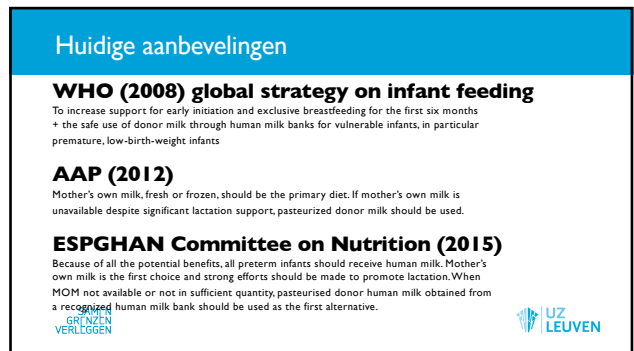 Huidige aanbevelingen
WHO (2008) global strategy on infant feeding
To increase support for early initiation and exclusive breastfeeding for the first six months
+ the safe use of donor milk through human milk banks for vulnerable infants, in particular
premature, low-birth-weight infants
AAP (2012)
Mother's own milk, fresh or frozen, should be the primary diet. If mother's own milk is
unavailable despite significant lactation support, pasteurized donor milk should be used.
ESPGHAN Committee on Nutrition (2015)
Because of all the potential benefits, all preterm infants should receive human milk. Mother's
own milk is the first choice and strong efforts should be made to promote lactation. When
MOM not available or not in sufficient quantity, pasteurised donor human milk obtained from
a recognized human milk bank should be used as the first alternative.
SAMEN
GRENZEN
VERLEGGEN
UZ
LEUVEN